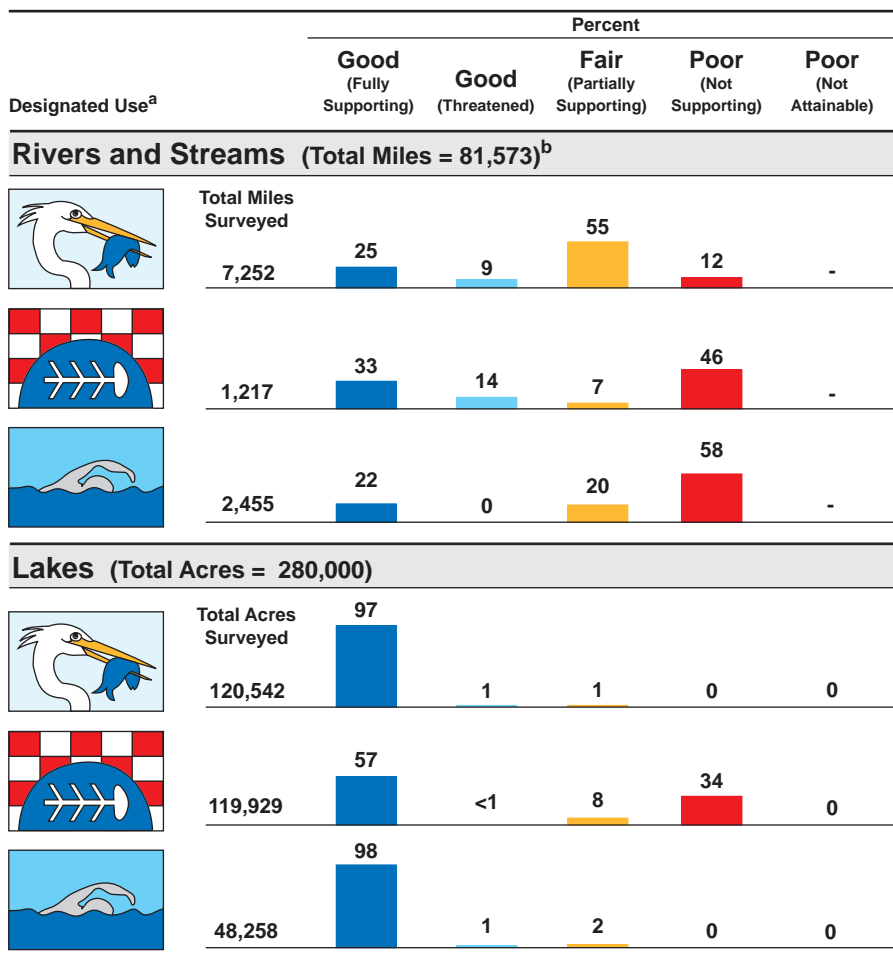 Percent
Designated Use^a
Good (Fully Supporting)
Good (Threatened)
Fair (Partially Supporting)
Poor (Not Supporting)
Poor (Not Attainable)
Rivers and Streams (Total Miles = 81,573)^b
Total Miles Surveyed
7,252 25 9 55 12 -
1,217 33 14 7 46 -
2,455 22 0 20 58 -
Lakes (Total Acres = 280,000)
Total Acres Surveyed
120,542 97 1 1 0 0
119,929 57 <1 8 34 0
48,258 98 1 2 0 0